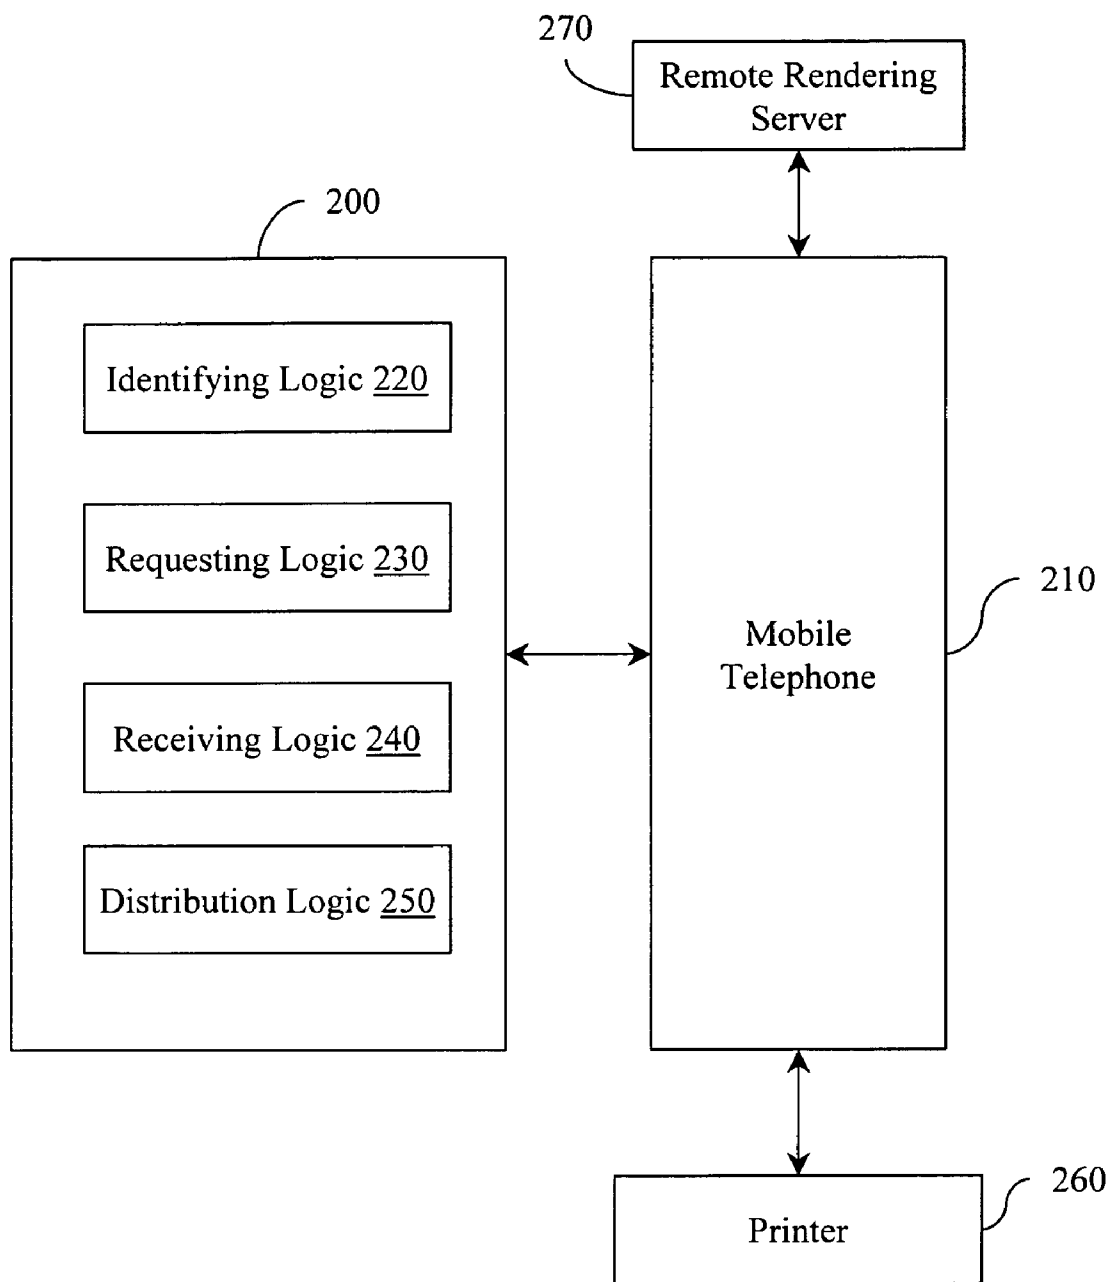 270
Remote Rendering
Server
200
Identifying Logic 220
Requesting Logic 230
210
Mobile
Telephone
Receiving Logic 240
Distribution Logic 250
260
Printer